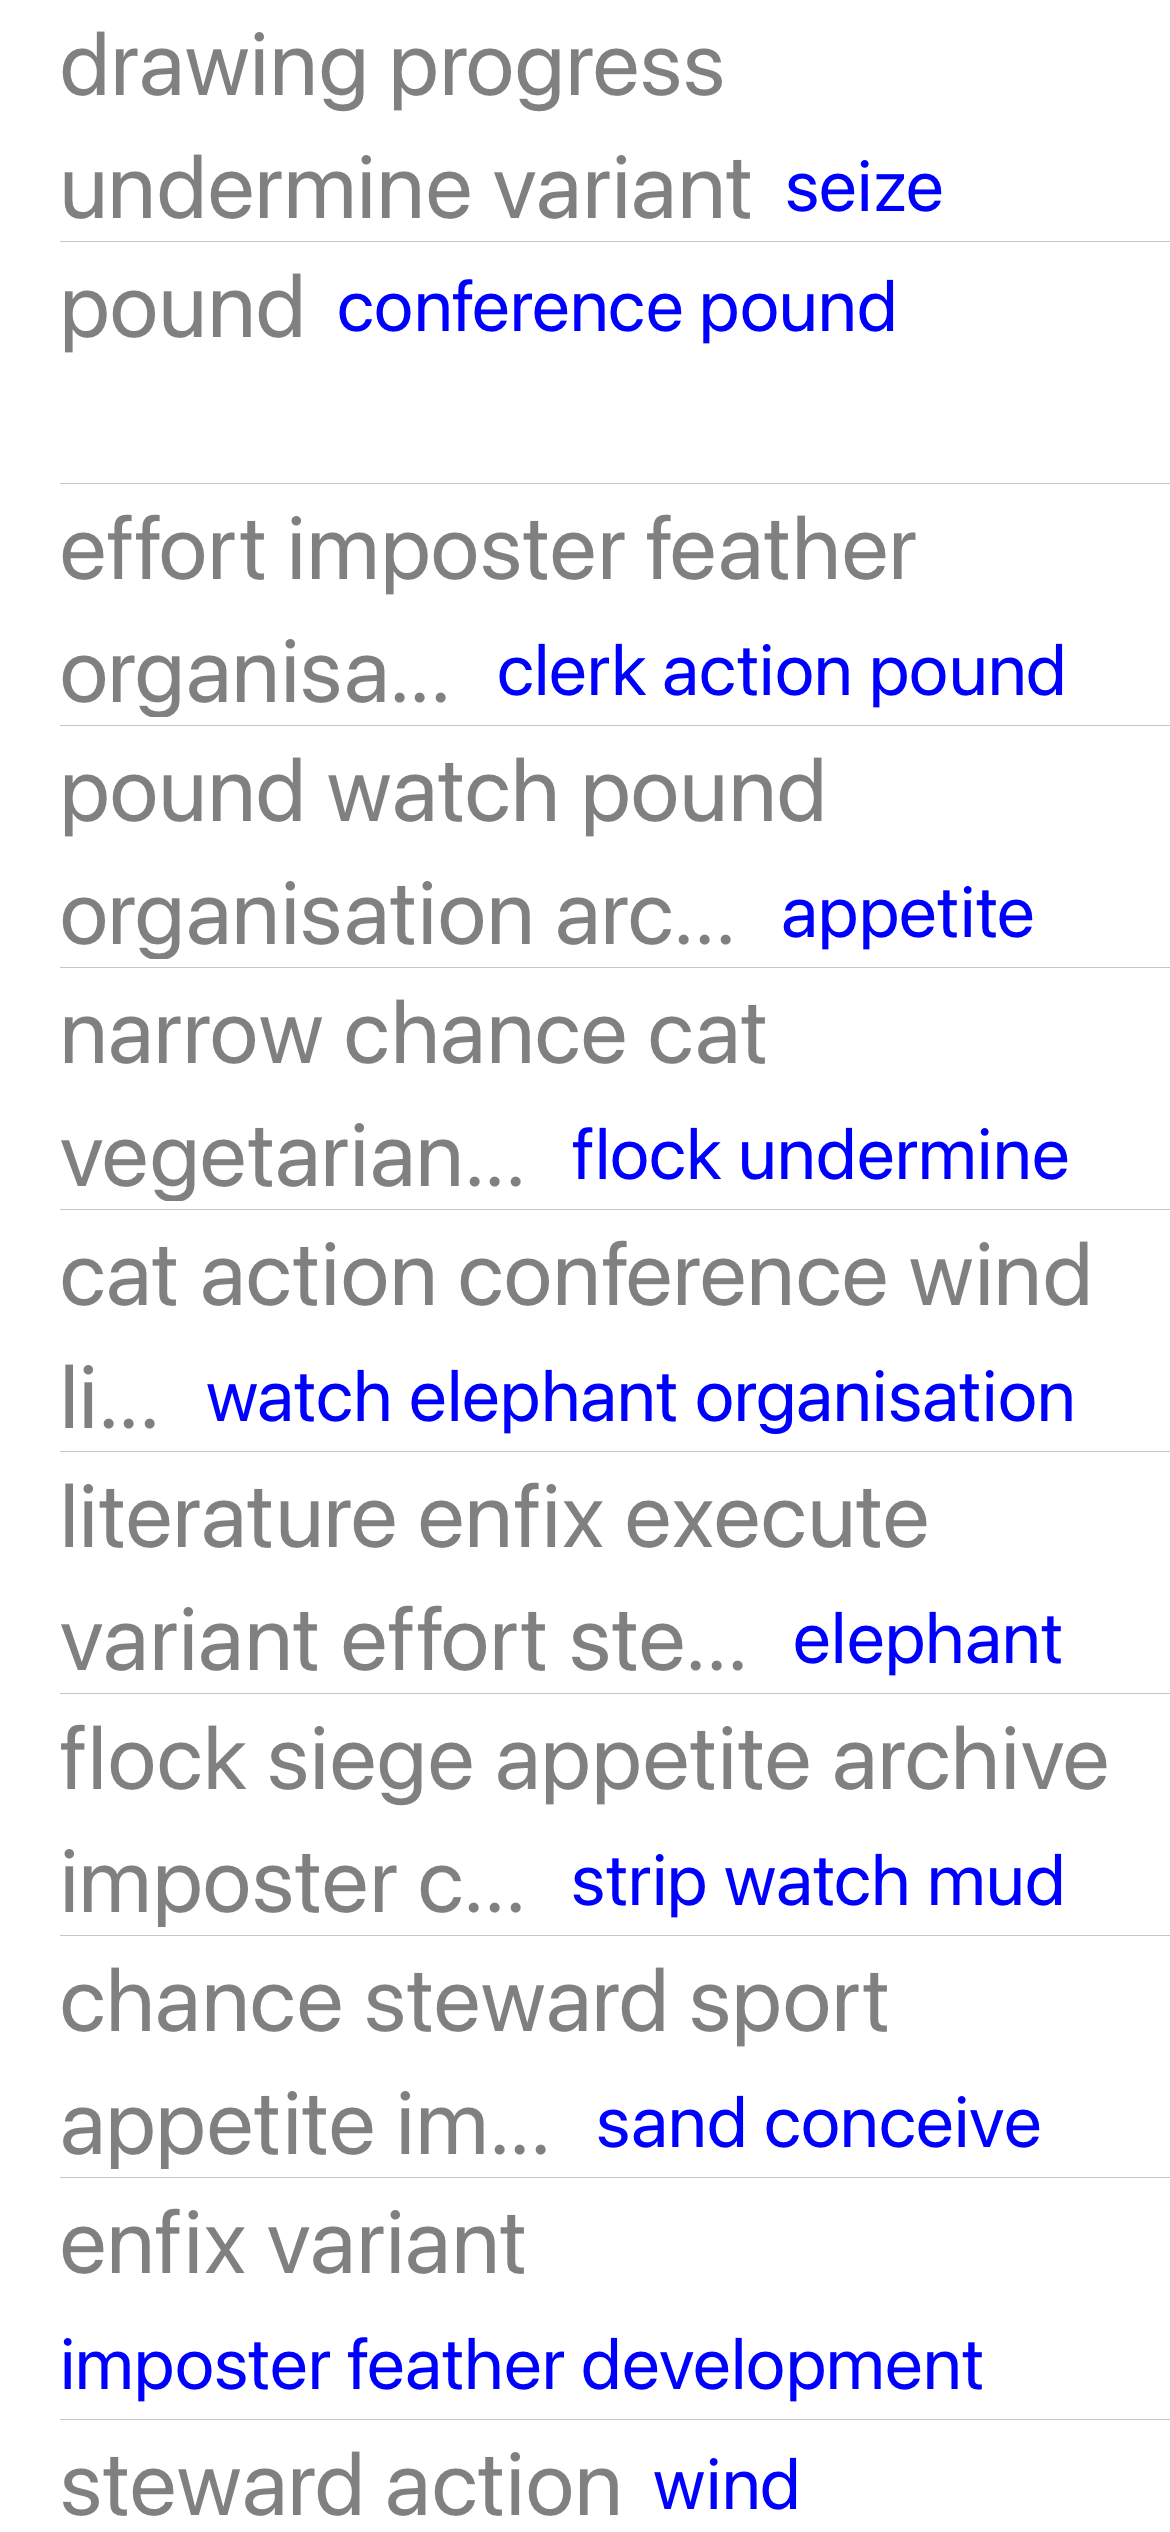 drawing progress
undermine variant seize
pound conference pound
effort imposter feather
organisa... clerk action pound
pound watch pound
organisation arc... appetite
narrow chance cat
vegetarian... flock undermine
cat action conference wind
li... watch elephant organisation
literature enfix execute
variant effort ste... elephant
flock siege appetite archive
imposter c... strip watch mud
chance steward sport
appetite im... sand conceive
enfix variant
imposter feather development
steward action wind